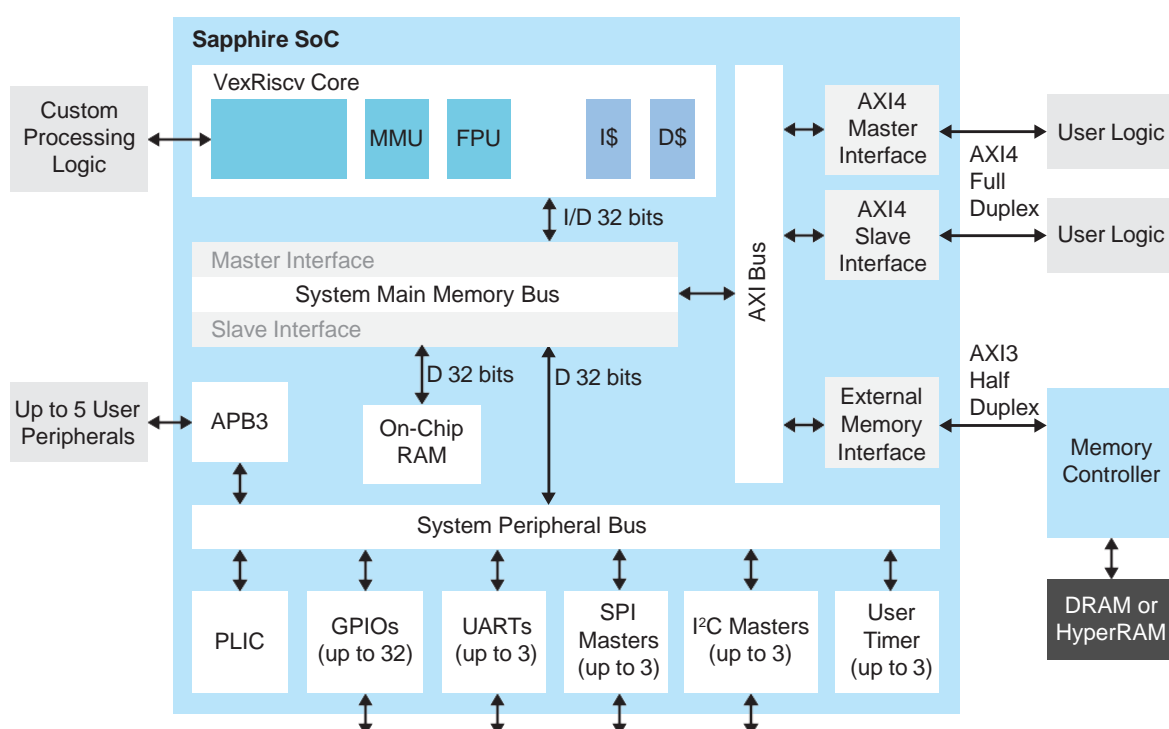 Sapphire SoC
VexRiscv Core
Custom
Processing
Logic
MMU
FPU
I$
D$
I/D 32 bits
Master Interface
System Main Memory Bus
Slave Interface
D 32 bits
D 32 bits
AXI Bus
AXI4
Master
Interface
AXI4
Slave
Interface
AXI4
Full
Duplex
User Logic
User Logic
Up to 5 User
Peripherals
APB3
On-Chip
RAM
External
Memory
Interface
AXI3
Half
Duplex
Memory
Controller
System Peripheral Bus
PLIC
GPIOs
(up to 32)
UARTs
(up to 3)
SPI
Masters
(up to 3)
I²C Masters
(up to 3)
User
Timer
(up to 3)
DRAM or
HyperRAM